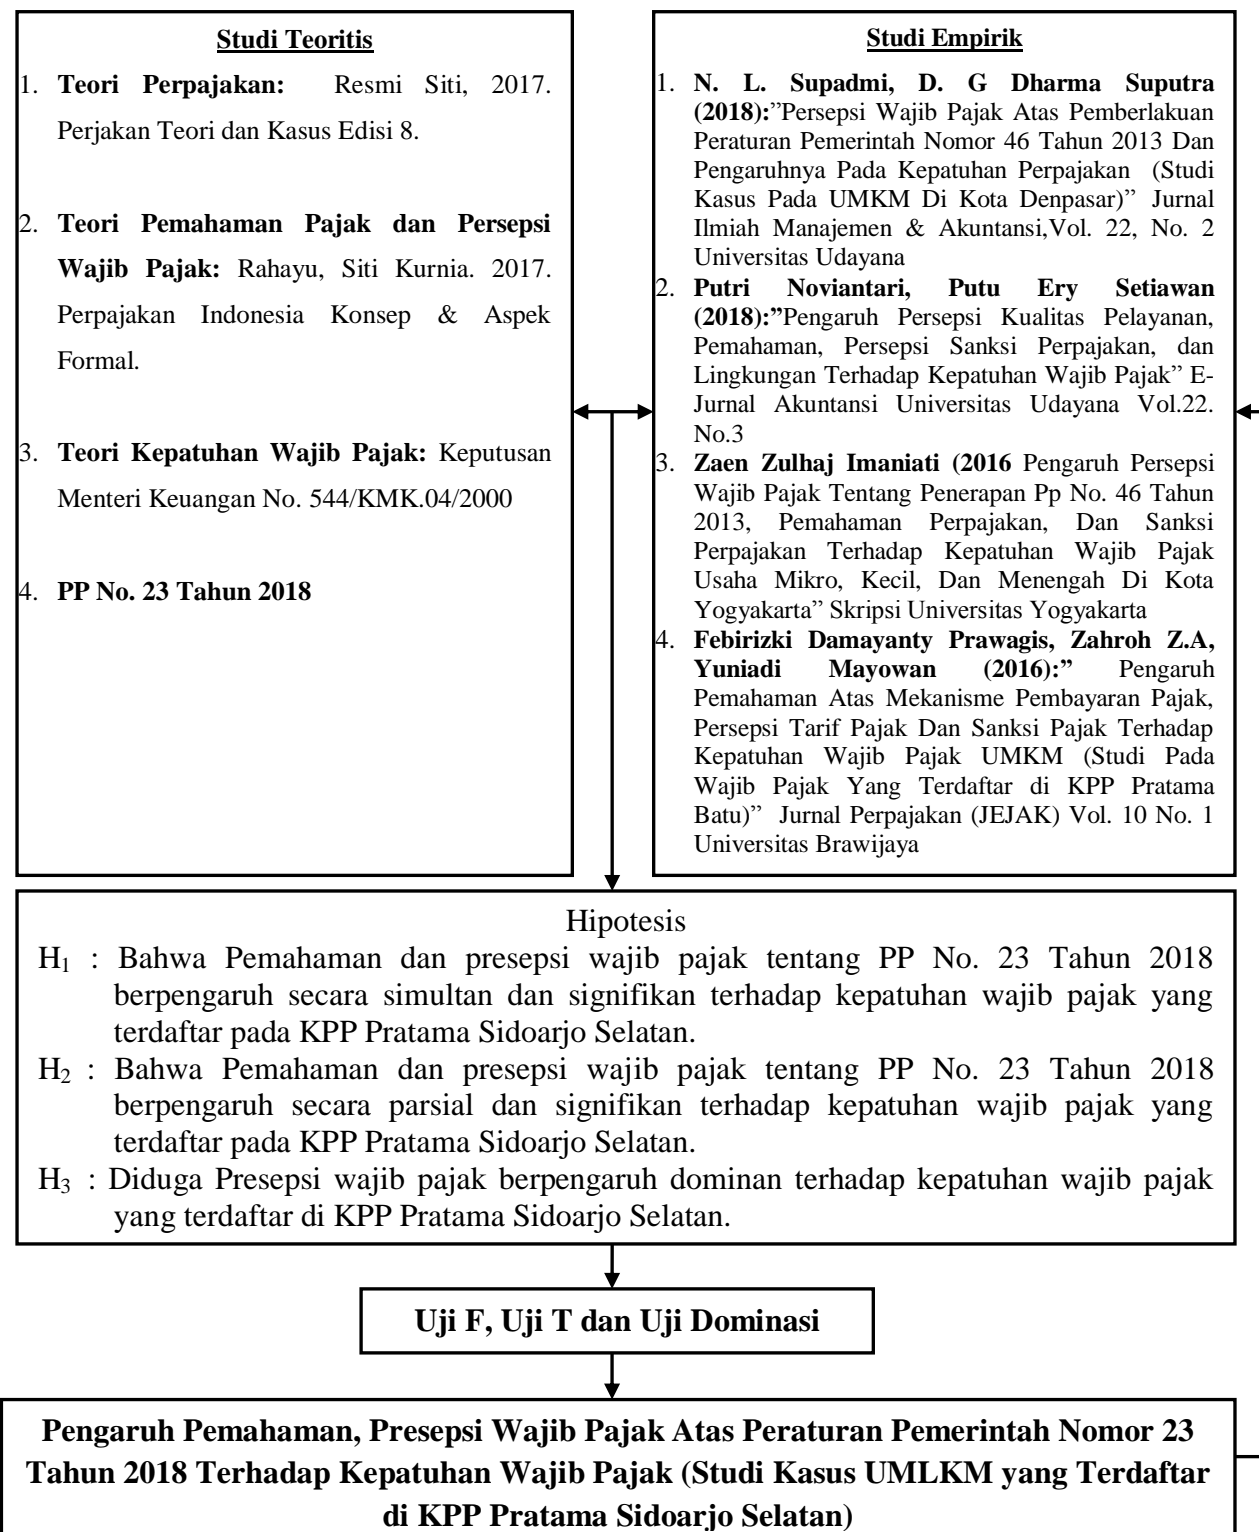 Studi Teoritis
1. Teori Perpajakan: Resmi Siti, 2017.
Perjakan Teori dan Kasus Edisi 8.
2. Teori Pemahaman Pajak dan Persepsi
Wajib Pajak: Rahayu, Siti Kurnia. 2017.
Perpajakan Indonesia Konsep & Aspek
Formal.
3. Teori Kepatuhan Wajib Pajak: Keputusan
Menteri Keuangan No. 544/KMK.04/2000
4. PP No. 23 Tahun 2018
Studi Empirik
1. N. L. Supadmi, D. G Dharma Suputra
(2018):”Persepsi Wajib Pajak Atas Pemberlakuan
Peraturan Pemerintah Nomor 46 Tahun 2013 Dan
Pengaruhnya Pada Kepatuhan Perpajakan (Studi
Kasus Pada UMKM Di Kota Denpasar)” Jurnal
Ilmiah Manajemen & Akuntansi,Vol. 22, No. 2
Universitas Udayana
2. Putri Noviantari, Putu Ery Setiawan
(2018):”Pengaruh Persepsi Kualitas Pelayanan,
Pemahaman, Persepsi Sanksi Perpajakan, dan
Lingkungan Terhadap Kepatuhan Wajib Pajak” E-
Jurnal Akuntansi Universitas Udayana Vol.22.
No.3
3. Zaen Zulhaj Imaniati (2016 Pengaruh Persepsi
Wajib Pajak Tentang Penerapan Pp No. 46 Tahun
2013, Pemahaman Perpajakan, Dan Sanksi
Perpajakan Terhadap Kepatuhan Wajib Pajak
Usaha Mikro, Kecil, Dan Menengah Di Kota
Yogyakarta” Skripsi Universitas Yogyakarta
4. Febirizki Damayanty Prawagis, Zahroh Z.A,
Yuniadi Mayowan (2016):” Pengaruh
Pemahaman Atas Mekanisme Pembayaran Pajak,
Persepsi Tarif Pajak Dan Sanksi Pajak Terhadap
Kepatuhan Wajib Pajak UMKM (Studi Pada
Wajib Pajak Yang Terdaftar di KPP Pratama
Batu)” Jurnal Perpajakan (JEJAK) Vol. 10 No. 1
Universitas Brawijaya
Hipotesis
H₁ : Bahwa Pemahaman dan presepsi wajib pajak tentang PP No. 23 Tahun 2018
berpengaruh secara simultan dan signifikan terhadap kepatuhan wajib pajak yang
terdaftar pada KPP Pratama Sidoarjo Selatan.
H₂ : Bahwa Pemahaman dan presepsi wajib pajak tentang PP No. 23 Tahun 2018
berpengaruh secara parsial dan signifikan terhadap kepatuhan wajib pajak yang
terdaftar pada KPP Pratama Sidoarjo Selatan.
H₃ : Diduga Presepsi wajib pajak berpengaruh dominan terhadap kepatuhan wajib pajak
yang terdaftar di KPP Pratama Sidoarjo Selatan.
Uji F, Uji T dan Uji Dominasi
Pengaruh Pemahaman, Presepsi Wajib Pajak Atas Peraturan Pemerintah Nomor 23
Tahun 2018 Terhadap Kepatuhan Wajib Pajak (Studi Kasus UMLKM yang Terdaftar
di KPP Pratama Sidoarjo Selatan)